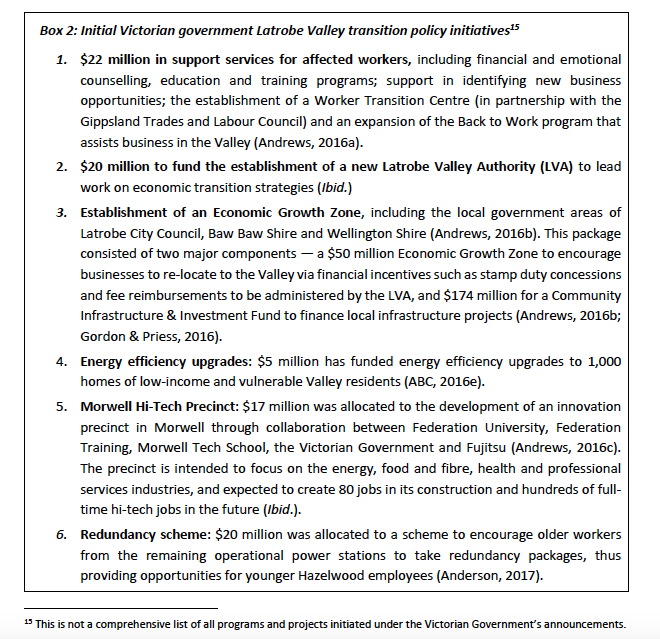 Box 2: Initial Victorian government Latrobe Valley transition policy initiatives15
1. $22 million in support services for affected workers, including financial and emotional
counselling, education and training programs; support in identifying new business
opportunities; the establishment of a Worker Transition Centre (in partnership with the
Gippsland Trades and Labour Council) and an expansion of the Back to Work program that
assists business in the Valley (Andrews, 2016a).
2. $20 million to fund the establishment of a new Latrobe Valley Authority (LVA) to lead
work on economic transition strategies (Ibid.)
3. Establishment of an Economic Growth Zone, including the local government areas of
Latrobe City Council, Baw Baw Shire and Wellington Shire (Andrews, 2016b). This package
consisted of two major components — a $50 million Economic Growth Zone to encourage
businesses to re-locate to the Valley via financial incentives such as stamp duty concessions
and fee reimbursements to be administered by the LVA, and $174 million for a Community
Infrastructure & Investment Fund to finance local infrastructure projects (Andrews, 2016b;
Gordon & Priess, 2016).
4. Energy efficiency upgrades: $5 million has funded energy efficiency upgrades to 1,000
homes of low-income and vulnerable Valley residents (ABC, 2016e).
5. Morwell Hi-Tech Precinct: $17 million was allocated to the development of an innovation
precinct in Morwell through collaboration between Federation University, Federation
Training, Morwell Tech School, the Victorian Government and Fujitsu (Andrews, 2016c).
The precinct is intended to focus on the energy, food and fibre, health and professional
services industries, and expected to create 80 jobs in its construction and hundreds of full-
time hi-tech jobs in the future (Ibid.).
6. Redundancy scheme: $20 million was allocated to a scheme to encourage older workers
from the remaining operational power stations to take redundancy packages, thus
providing opportunities for younger Hazelwood employees (Anderson, 2017).
15 This is not a comprehensive list of all programs and projects initiated under the Victorian Government's announcements.